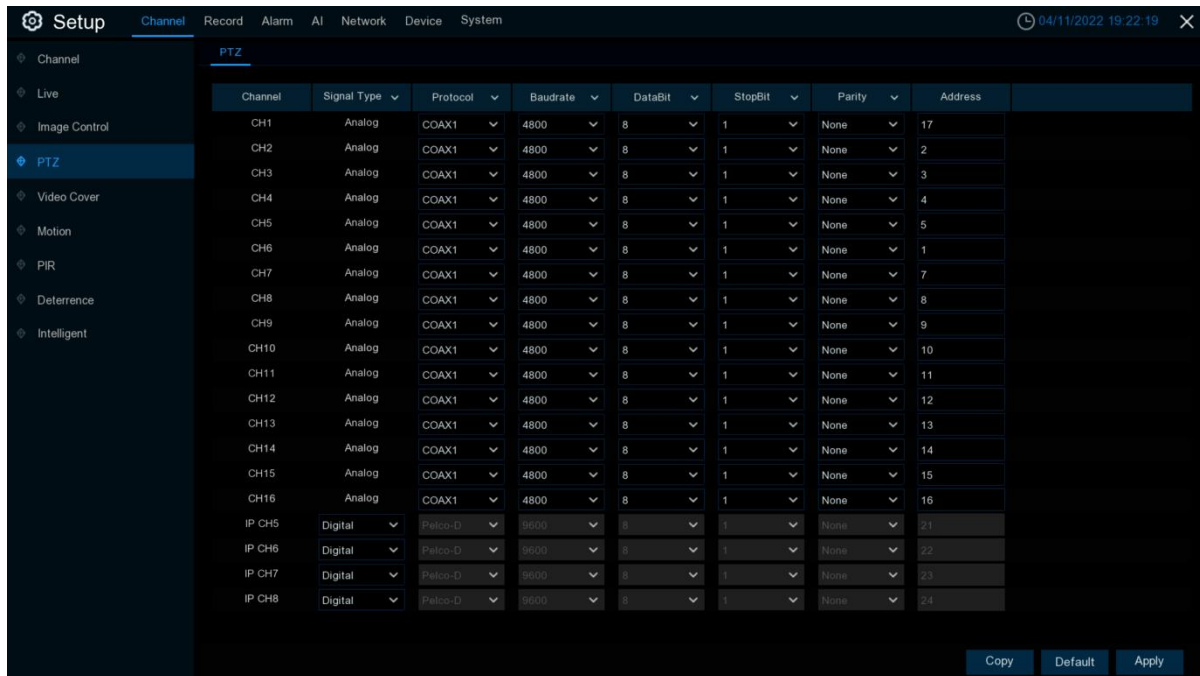 Setup Channel Record Alarm AI Network Device System 04/11/2022 19:22:19
PTZ
Channel
Live
Image Control
PTZ
Video Cover
Motion
PIR
Deterrence
Intelligent
Channel Signal Type Protocol Baudrate DataBit StopBit Parity Address
CH1 Analog COAX1 4800 8 1 None 17
CH2 Analog COAX1 4800 8 1 None 2
CH3 Analog COAX1 4800 8 1 None 3
CH4 Analog COAX1 4800 8 1 None 4
CH5 Analog COAX1 4800 8 1 None 5
CH6 Analog COAX1 4800 8 1 None 1
CH7 Analog COAX1 4800 8 1 None 7
CH8 Analog COAX1 4800 8 1 None 8
CH9 Analog COAX1 4800 8 1 None 9
CH10 Analog COAX1 4800 8 1 None 10
CH11 Analog COAX1 4800 8 1 None 11
CH12 Analog COAX1 4800 8 1 None 12
CH13 Analog COAX1 4800 8 1 None 13
CH14 Analog COAX1 4800 8 1 None 14
CH15 Analog COAX1 4800 8 1 None 15
CH16 Analog COAX1 4800 8 1 None 16
IP CH5 Digital Pelco-D 9600 8 1 None 21
IP CH6 Digital Pelco-D 9600 8 1 None 22
IP CH7 Digital Pelco-D 9600 8 1 None 23
IP CH8 Digital Pelco-D 9600 8 1 None 24
Copy Default Apply